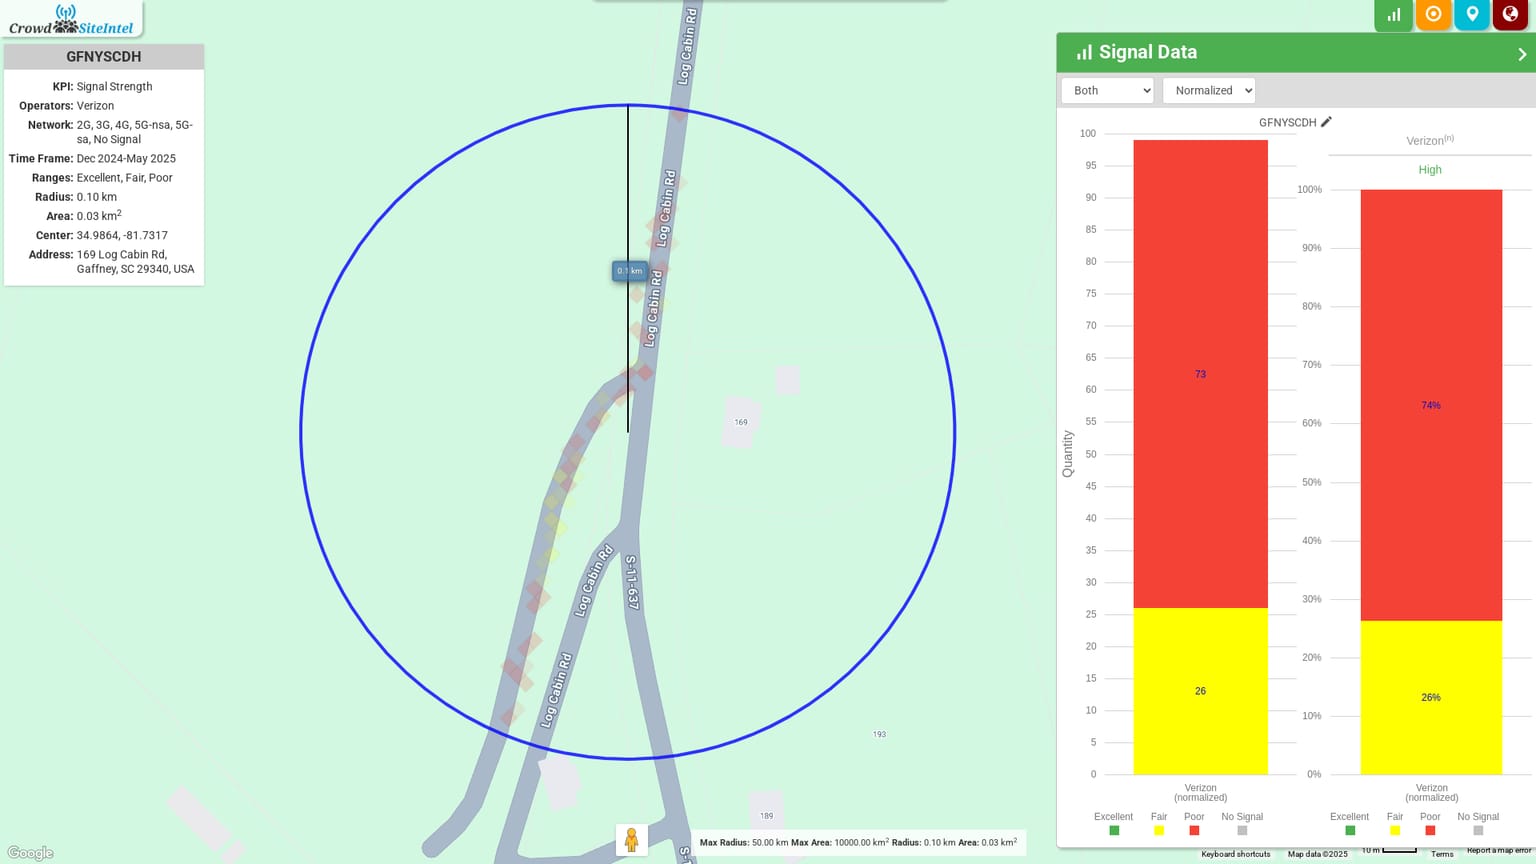 Crowd SiteIntel
GFNYSCDH
KPI: Signal Strength
Operators: Verizon
Network: 2G, 3G, 4G, 5G-nsa, 5G-
sa, No Signal
Time Frame: Dec 2024-May 2025
Ranges: Excellent, Fair, Poor
Radius: 0.10 km
Area: 0.03 km²
Center: 34.9864, -81.7317
Address: 169 Log Cabin Rd,
Gaffney, SC 29340, USA
Log Cabin Rd
Log Cabin Rd
0.1 km
Log Cabin Rd
169
Log Cabin Rd
S-11-637
Log Cabin Rd
193
189
S-1
Google
Max Radius: 50.00 km Max Area: 10000.00 km² Radius: 0.10 km Area: 0.03 km²
Keyboard shortcuts
Map data ©2025
10 m
Terms
Report a map error
Signal Data
Both
Normalized
GFNYSCDH
Quantity
100
95
90
85
80
75
70
65
60
55
50
45
40
35
30
25
20
15
10
5
0
73
26
Verizon
(normalized)
Excellent Fair Poor No Signal
Verizon(n)
High
100%
90%
80%
70%
60%
50%
40%
30%
20%
10%
0%
74%
26%
Verizon
(normalized)
Excellent Fair Poor No Signal